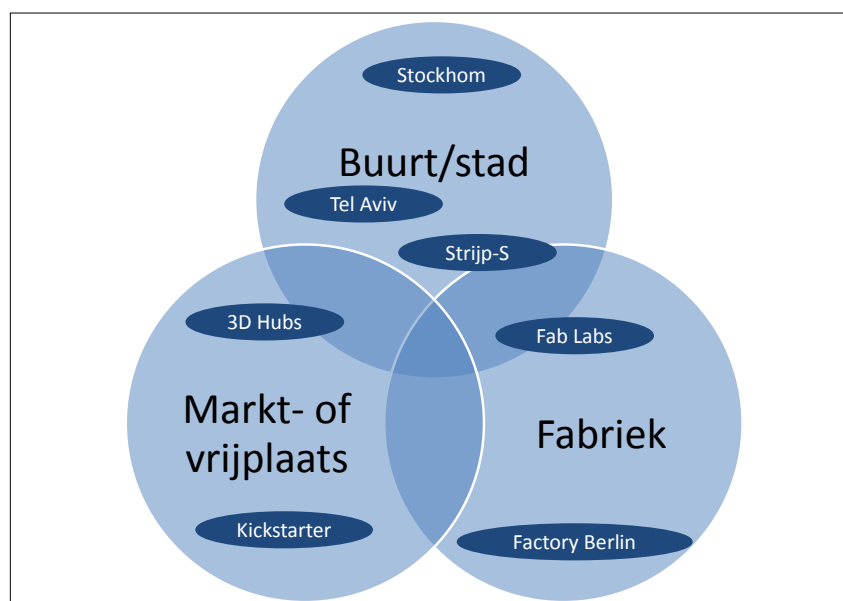 Stockhom
Buurt/stad
Tel Aviv
Strijp-S
3D Hubs
Fab Labs
Markt- of
vrijplaats
Fabriek
Kickstarter
Factory Berlin